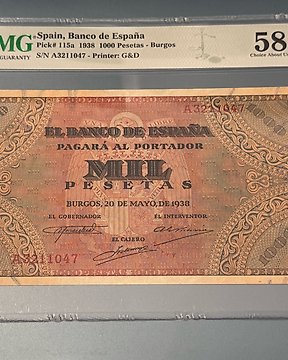 MG
GUARANTY
Spain, Banco de España
Pick# 115a 1938 1000 Pesetas - Burgos
S/N A3211047 - Printer: G&D
58
Choice About U
A3211047
EL BANCO DE ESPAÑA
PAGARÁ AL PORTADOR
MIL
PESETAS
BURGOS, 20 DE MAYO, DE 1938
EL GOBERNADOR
EL INTERVENTOR
EL CAJERO
A3211047